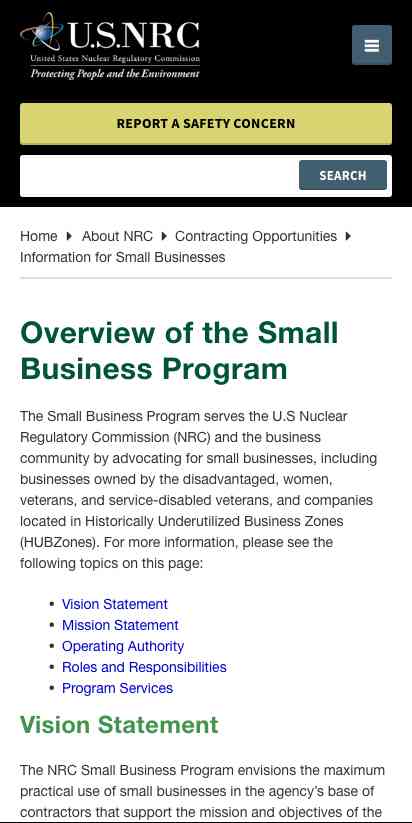 U.S.NRC
United States Nuclear Regulatory Commission
Protecting People and the Environment
REPORT A SAFETY CONCERN
SEARCH
Home About NRC Contracting Opportunities
Information for Small Businesses
Overview of the Small
Business Program
The Small Business Program serves the U.S Nuclear
Regulatory Commission (NRC) and the business
community by advocating for small businesses, including
businesses owned by the disadvantaged, women,
veterans, and service-disabled veterans, and companies
located in Historically Underutilized Business Zones
(HUBZones). For more information, please see the
following topics on this page:
• Vision Statement
• Mission Statement
• Operating Authority
• Roles and Responsibilities
• Program Services
Vision Statement
The NRC Small Business Program envisions the maximum
practical use of small businesses in the agency's base of
contractors that support the mission and objectives of the